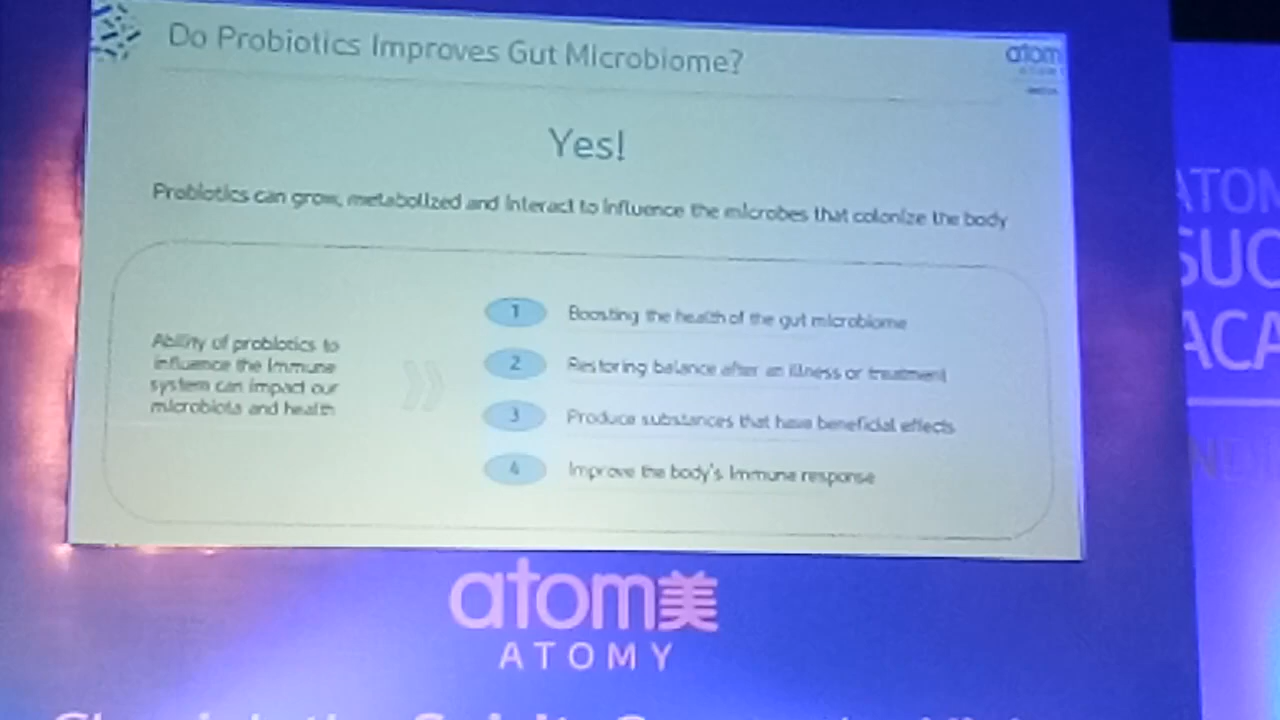 Do Probiotics Improves Gut Microbiome?
atom
Yes!
Probiotics can grow, metabolized and interact to influence the microbes that colonize the body
Ability of probiotics to
influence the Immune
system can impact our
microbiota and health
1 Boosting the health of the gut microbiome
2 Restoring balance after an illness or treatment
3 Produce substances that have beneficial effects
4 Improve the body's Immune response
atom美
ATOMY
ATOM
SUC
ACA